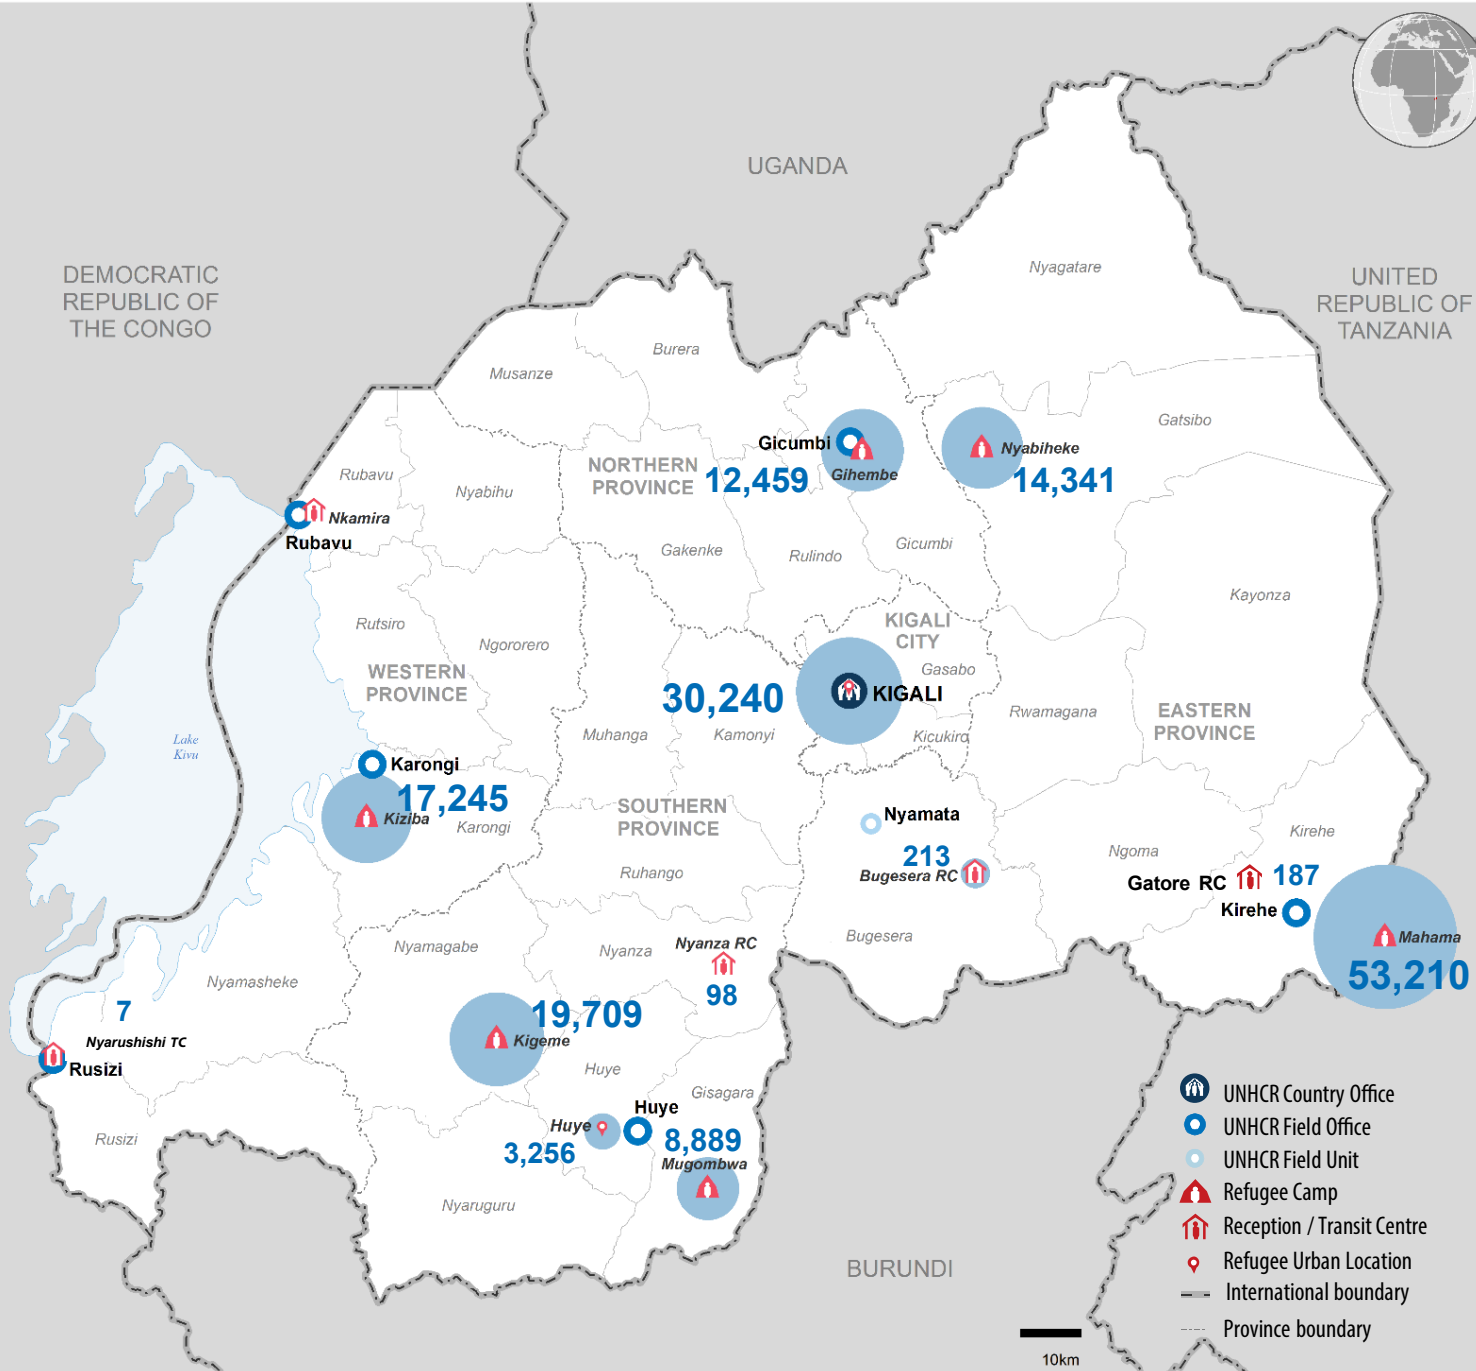 UGANDA
DEMOCRATIC
REPUBLIC OF
THE CONGO
UNITED
REPUBLIC OF
TANZANIA
Nyagatare
Burera
Musanze
Gatsibo
Gicumbi
Gihembe
12,459
Nyabiheke
14,341
NORTHERN
PROVINCE
Rubavu
Nyabihu
Nkamira
Rubavu
Gakenke
Rulindo
Gicumbi
Kayonza
Rutsiro
Ngororero
KIGALI
CITY
Gasabo
WESTERN
PROVINCE
30,240
KIGALI
Rwamagana
EASTERN
PROVINCE
Muhanga
Kamonyi
Kicukiro
Lake
Kivu
Karongi
17,245
Kiziba
Karongi
SOUTHERN
PROVINCE
Nyamata
213
Bugesera RC
Kirehe
Ngoma
Ruhango
Gatore RC
187
Kirehe
Mahama
53,210
Nyamagabe
Nyanza
Nyanza RC
98
Bugesera
Nyamasheke
7
Nyarushishi TC
Rusizi
19,709
Kigeme
Huye
Gisagara
Huye
Huye
3,256
8,889
Mugombwa
Rusizi
Nyaruguru
BURUNDI
UNHCR Country Office
UNHCR Field Office
UNHCR Field Unit
Refugee Camp
Reception / Transit Centre
Refugee Urban Location
International boundary
Province boundary
10km